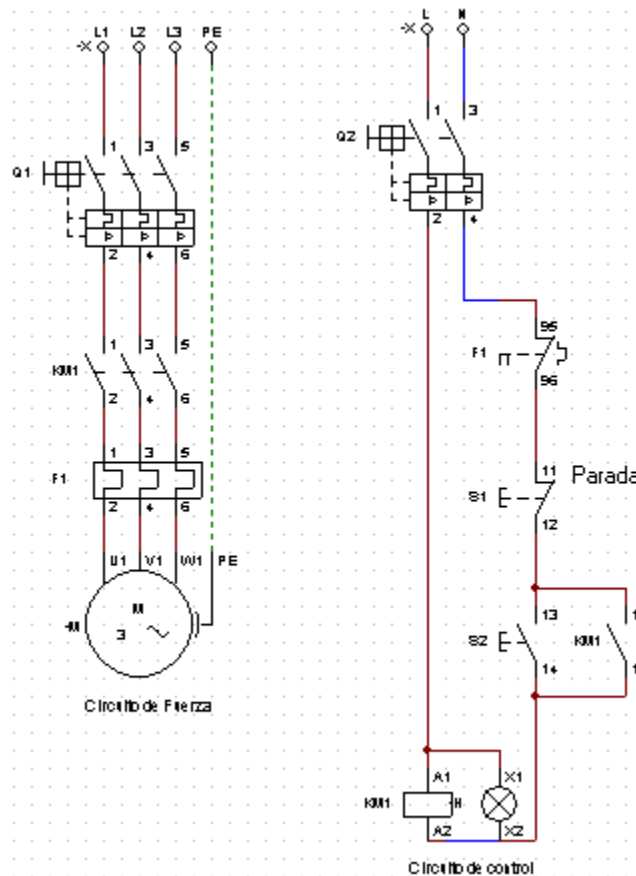 L1 L2 L3 PE
-X
1 3 5
Q1
2 4 6
1 3 5
KM1
2 4 6
1 3 5
F1
2 4 6
U1 V1 W1 PE
M
-M
3
Circuito de Fuerza
L N
-X
1 3
Q2
2 4
95
F1
96
11
Parada
S1
12
13 1
S2 KM1
14 1
A1 X1
KM1 H
A2 X2
Circuito de control